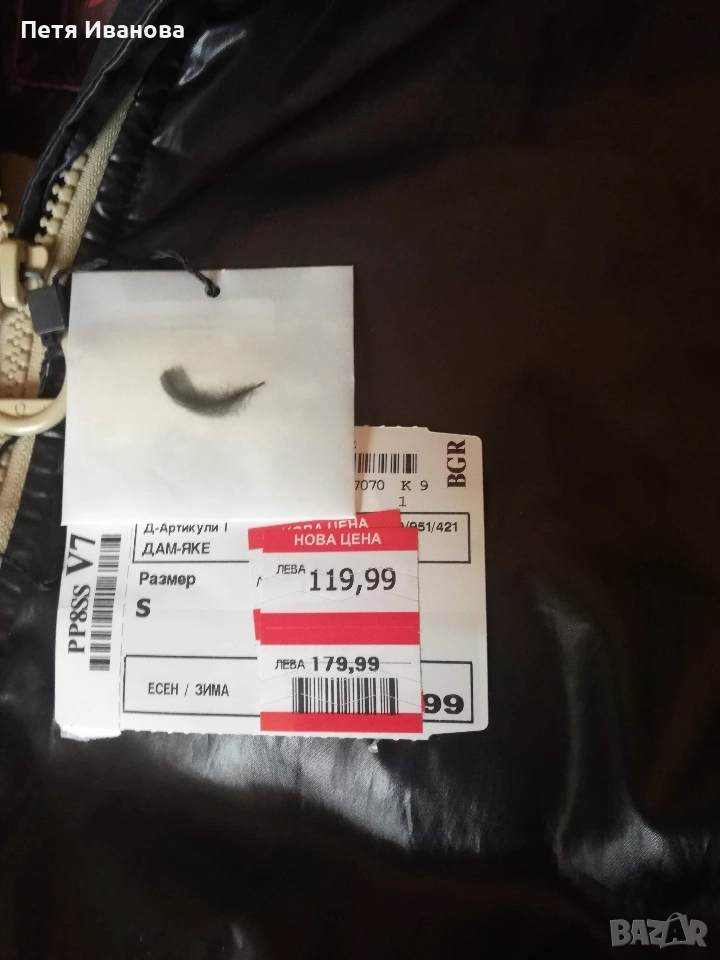 Петя Иванова
BGR
7070 K 9
1
PP8SS V7
Д-Артикули
951/421
ДАМ-ЯКЕ
НОВА ЦЕНА
НОВА ЦЕНА
Размер
S
ЛЕВА 119,99
ЛЕВА 179,99
ЕСЕН / ЗИМА
99
BAZAR